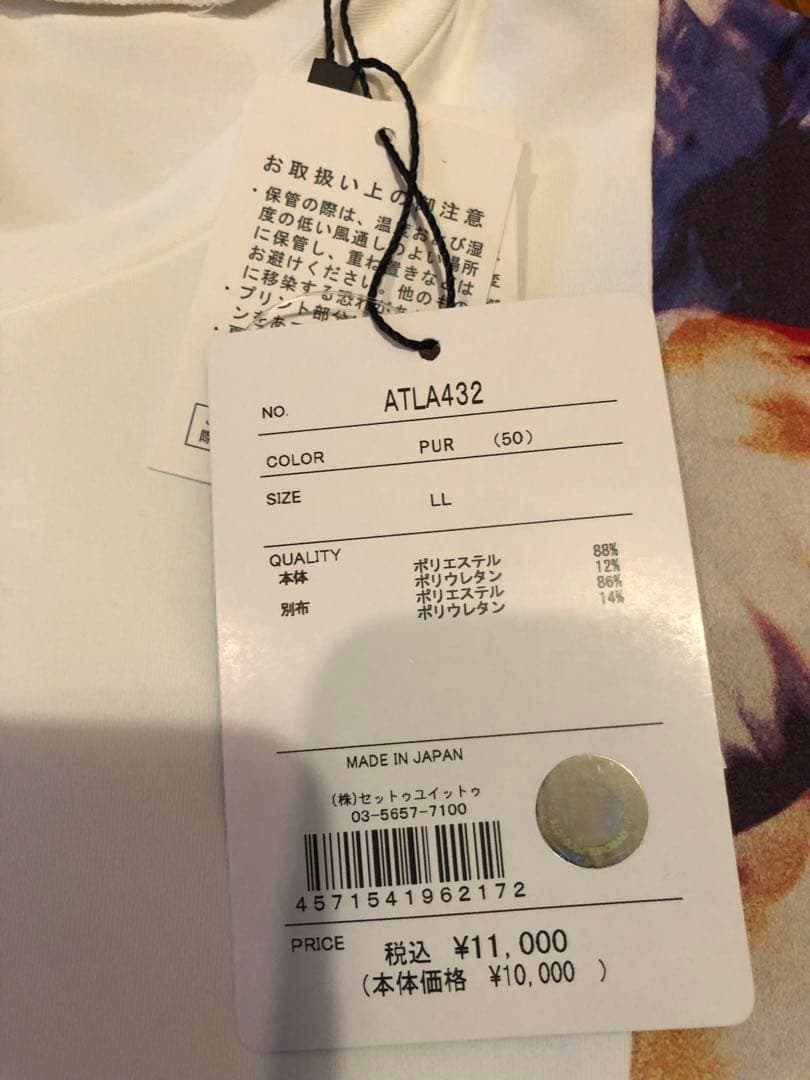 お取扱い上の御注意
・保管の際は、温度および湿
度の低い風通しのよい場所
に保管し、重ね置きなどは
お避けください。他のもの
に移染する恐れがあ
・プリント部分
ンをあ
NO. ATLA432
COLOR PUR (50)
SIZE LL
QUALITY ポリエステル 88%
本体 ポリウレタン 12%
ポリエステル 86%
別布 ポリウレタン 14%
MADE IN JAPAN
(株)セットゥユイットゥ
03-5657-7100
4571541962172
PRICE 税込 ¥11,000
(本体価格 ¥10,000 )